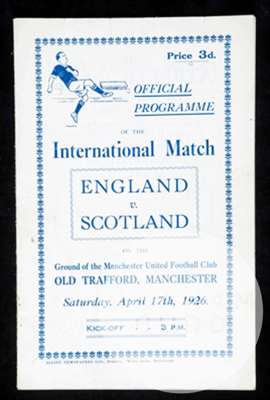 Price 3d.
OFFICIAL
PROGRAMME
OF THE
International Match
ENGLAND
v.
SCOTLAND
Ground of the Manchester United Football Club
OLD TRAFFORD, MANCHESTER
Saturday, April 17th, 1926.
KICK-OFF . . 3 P.M.